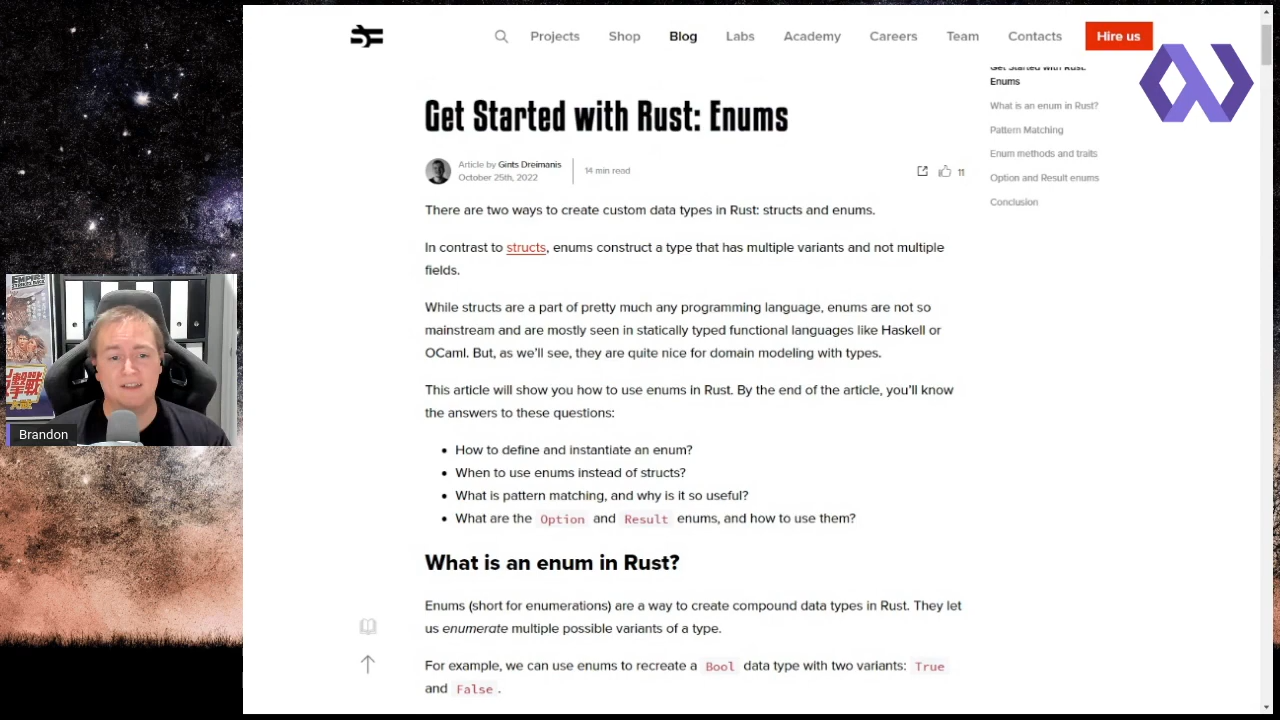 Projects
Shop
Blog
Labs
Academy
Careers
Team
Contacts
Hire us
Get Started with Rust: Enums
Article by Gints Dreimanis
October 25th, 2022
14 min read
11
There are two ways to create custom data types in Rust: structs and enums.
In contrast to structs, enums construct a type that has multiple variants and not multiple
fields.
While structs are a part of pretty much any programming language, enums are not so
mainstream and are mostly seen in statically typed functional languages like Haskell or
OCaml. But, as we'll see, they are quite nice for domain modeling with types.
This article will show you how to use enums in Rust. By the end of the article, you'll know
the answers to these questions:
• How to define and instantiate an enum?
• When to use enums instead of structs?
• What is pattern matching, and why is it so useful?
• What are the Option and Result enums, and how to use them?
What is an enum in Rust?
Enums (short for enumerations) are a way to create compound data types in Rust. They let
us enumerate multiple possible variants of a type.
For example, we can use enums to recreate a Bool data type with two variants: True
and False.
Get Started with Rust:
Enums
What is an enum in Rust?
Pattern Matching
Enum methods and traits
Option and Result enums
Conclusion
EMPIRE
Brandon